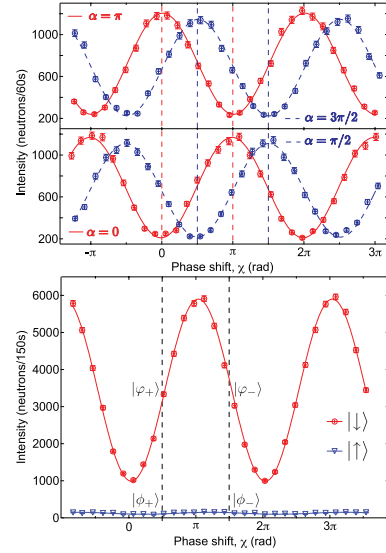 α = π
1000
600
200
α = 3π/2
Intensity (neutrons/60s)
α = π/2
1000
600
200
α = 0
-π 0 π 2π 3π
Phase shift, χ (rad)
6000
5000
4000
3000
2000
1000
0
Intensity (neutrons/150s)
|φ+⟩ |φ−⟩
|↓⟩
|↑⟩
|ϕ+⟩ |ϕ−⟩
0 π 2π 3π
Phase shift, χ (rad)